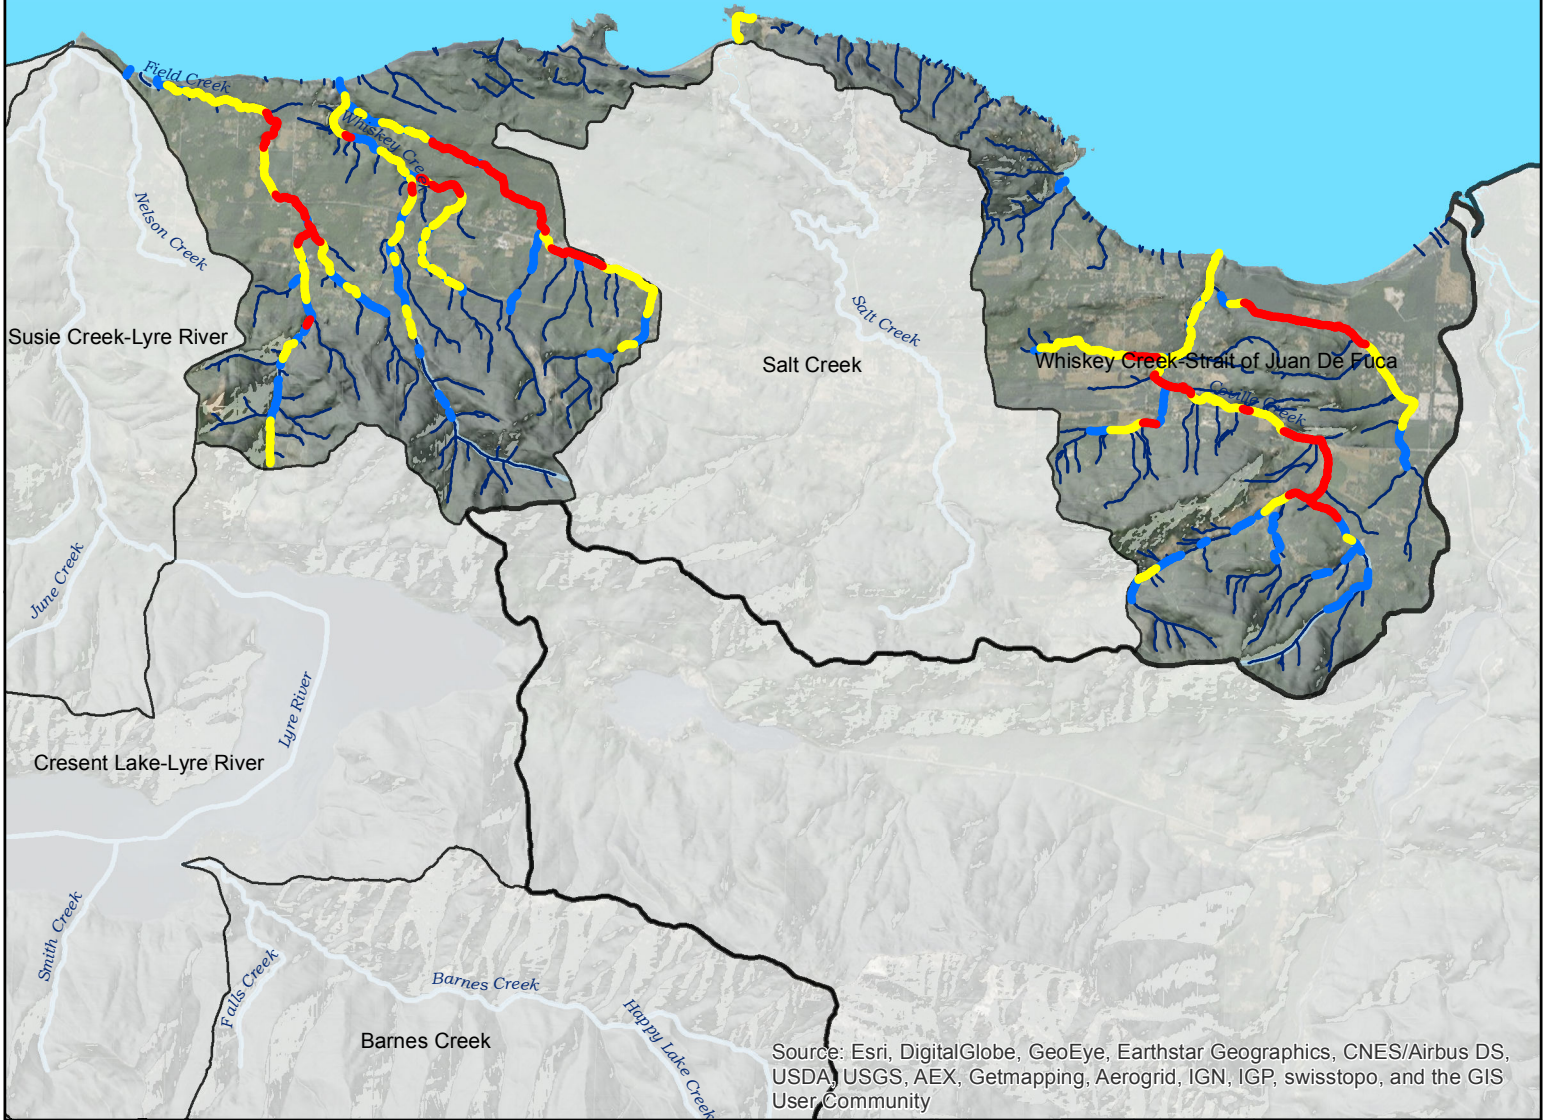 Field Creek
Whiskey Creek
Nelson Creek
Susie Creek-Lyre River
Salt Creek
Salt Creek
Whiskey Creek-Strait of Juan De Fuca
Coville Creek
June Creek
Lyre River
Cresent Lake-Lyre River
Smith Creek
Falls Creek
Barnes Creek
Happy Lake Creek
Barnes Creek
Source: Esri, DigitalGlobe, GeoEye, Earthstar Geographics, CNES/Airbus DS,
USDA, USGS, AEX, Getmapping, Aerogrid, IGN, IGP, swisstopo, and the GIS
User Community